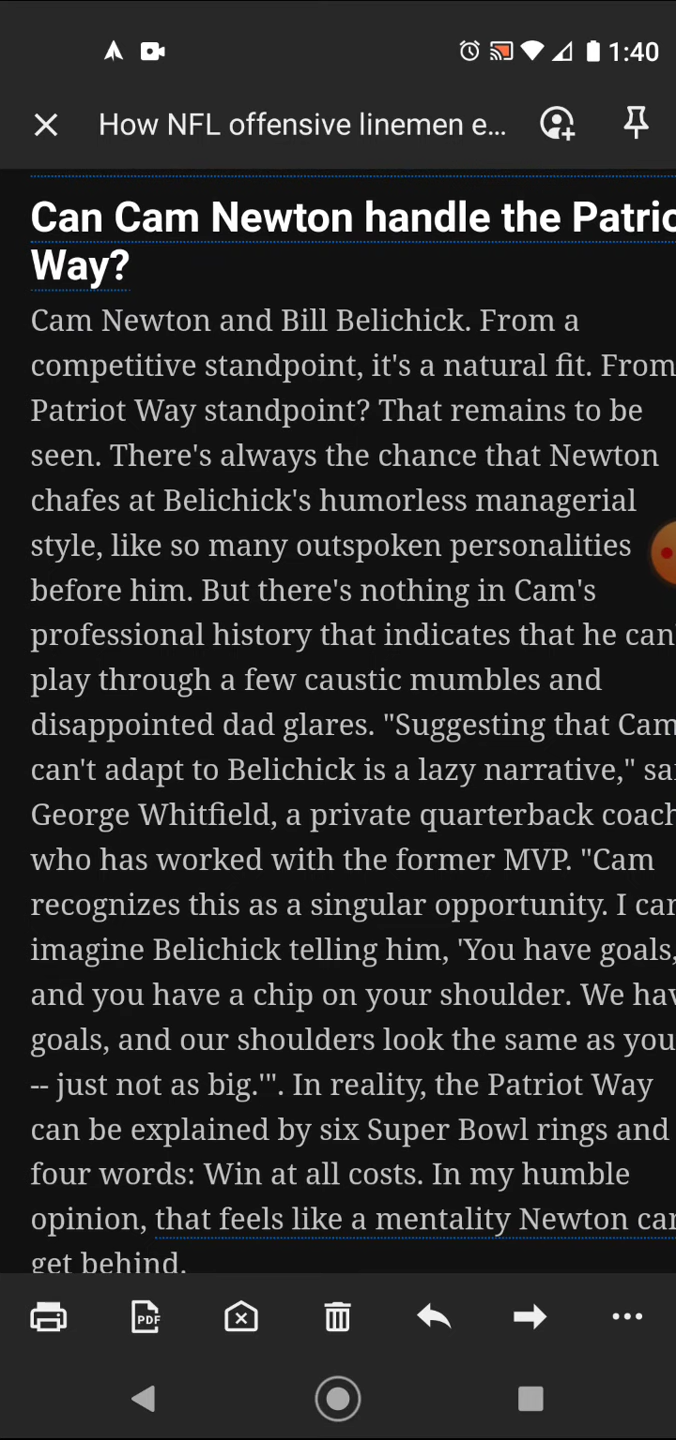 1:40
How NFL offensive linemen e...
Can Cam Newton handle the Patrio
Way?
Cam Newton and Bill Belichick. From a
competitive standpoint, it's a natural fit. From
Patriot Way standpoint? That remains to be
seen. There's always the chance that Newton
chafes at Belichick's humorless managerial
style, like so many outspoken personalities
before him. But there's nothing in Cam's
professional history that indicates that he can'
play through a few caustic mumbles and
disappointed dad glares. "Suggesting that Cam
can't adapt to Belichick is a lazy narrative," sai
George Whitfield, a private quarterback coach
who has worked with the former MVP. "Cam
recognizes this as a singular opportunity. I can
imagine Belichick telling him, 'You have goals,
and you have a chip on your shoulder. We hav
goals, and our shoulders look the same as you
-- just not as big.'". In reality, the Patriot Way
can be explained by six Super Bowl rings and
four words: Win at all costs. In my humble
opinion, that feels like a mentality Newton can
get behind.
PDF